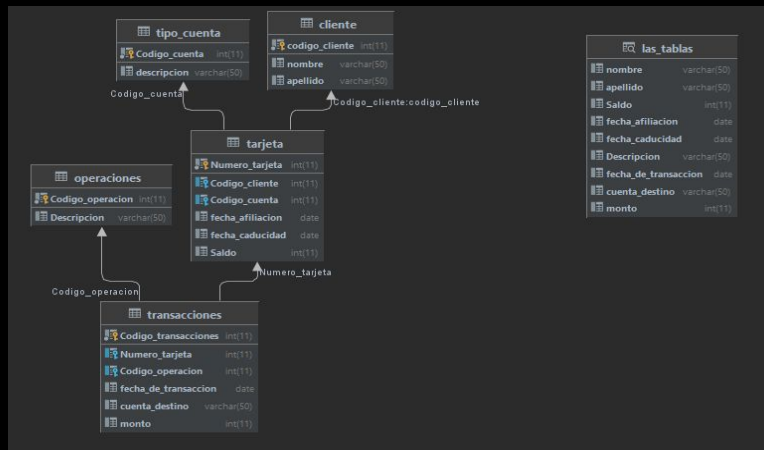 tipo_cuenta
Codigo_cuenta int(11)
descripcion varchar(50)
cliente
codigo_cliente int(11)
nombre varchar(50)
apellido varchar(50)
las_tablas
nombre varchar(50)
apellido varchar(50)
Saldo int(11)
fecha_afiliacion date
fecha_caducidad date
Descripcion varchar(50)
fecha_de_transaccion date
cuenta_destino varchar(50)
monto int(11)
Codigo_cuenta
Codigo_cliente:codigo_cliente
tarjeta
Numero_tarjeta int(11)
Codigo_cliente int(11)
Codigo_cuenta int(11)
fecha_afiliacion date
fecha_caducidad date
Saldo int(11)
operaciones
Codigo_operacion int(11)
Descripcion varchar(50)
Numero_tarjeta
Codigo_operacion
transacciones
Codigo_transacciones int(11)
Numero_tarjeta int(11)
Codigo_operacion int(11)
fecha_de_transaccion date
cuenta_destino varchar(50)
monto int(11)